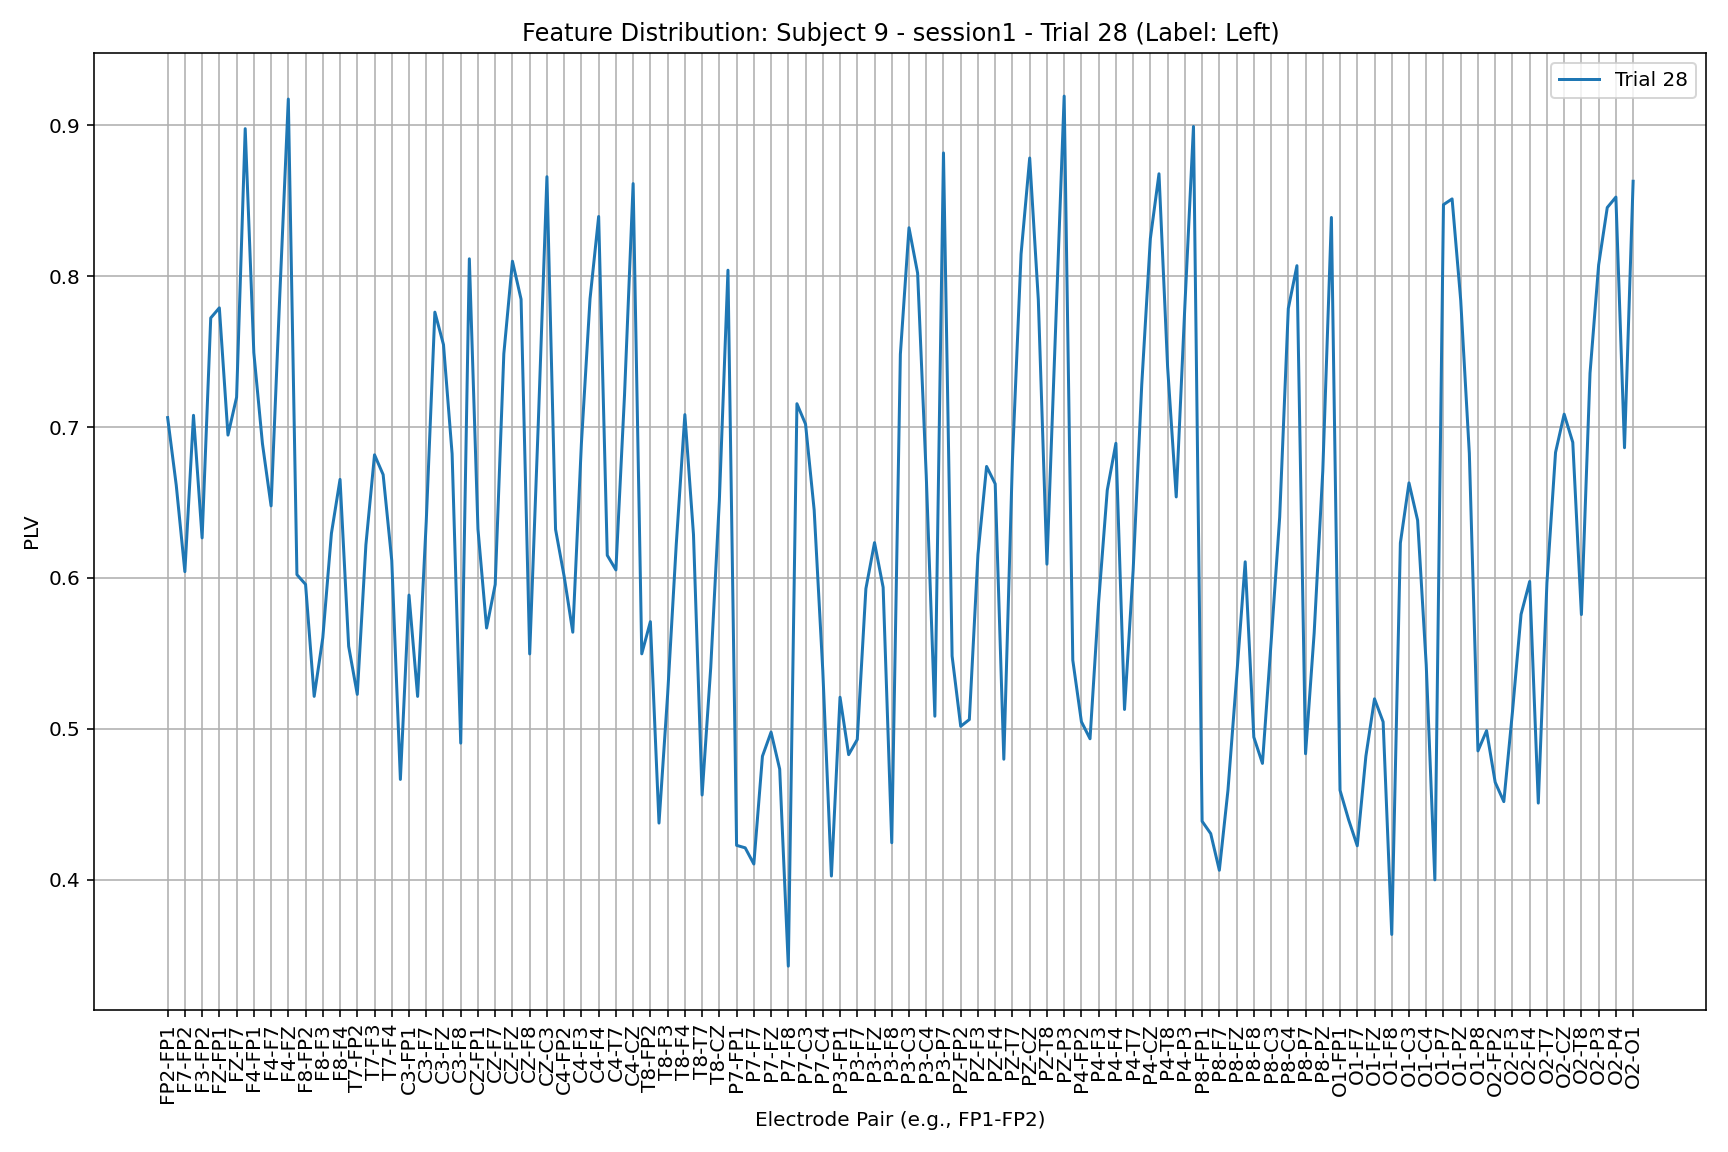 Feature Distribution: Subject 9 - session1 - Trial 28 (Label: Left)
Trial 28
0.9
0.8
0.7
0.6
0.5
0.4
PLV
FP2-FP1
F7-FP2
F3-FP2
FZ-FP1
FZ-F7
F4-FP1
F4-F7
F4-FZ
F8-FP2
F8-F3
F8-F4
T7-FP2
T7-F3
T7-F4
C3-FP1
C3-F7
C3-FZ
C3-F8
CZ-FP1
CZ-F7
CZ-FZ
CZ-F8
CZ-C3
C4-FP2
C4-F3
C4-F4
C4-T7
C4-CZ
T8-FP2
T8-F3
T8-F4
T8-T7
T8-CZ
P7-FP1
P7-F7
P7-FZ
P7-F8
P7-C3
P7-C4
P3-FP1
P3-F7
P3-FZ
P3-F8
P3-C3
P3-C4
P3-P7
PZ-FP2
PZ-F3
PZ-F4
PZ-T7
PZ-CZ
PZ-T8
PZ-P3
P4-FP2
P4-F3
P4-F4
P4-T7
P4-CZ
P4-T8
P4-P3
P8-FP1
P8-F7
P8-FZ
P8-F8
P8-C3
P8-C4
P8-P7
P8-PZ
O1-FP1
O1-F7
O1-FZ
O1-F8
O1-C3
O1-C4
O1-P7
O1-PZ
O1-P8
O2-FP2
O2-F3
O2-F4
O2-T7
O2-CZ
O2-T8
O2-P3
O2-P4
O2-O1
Electrode Pair (e.g., FP1-FP2)